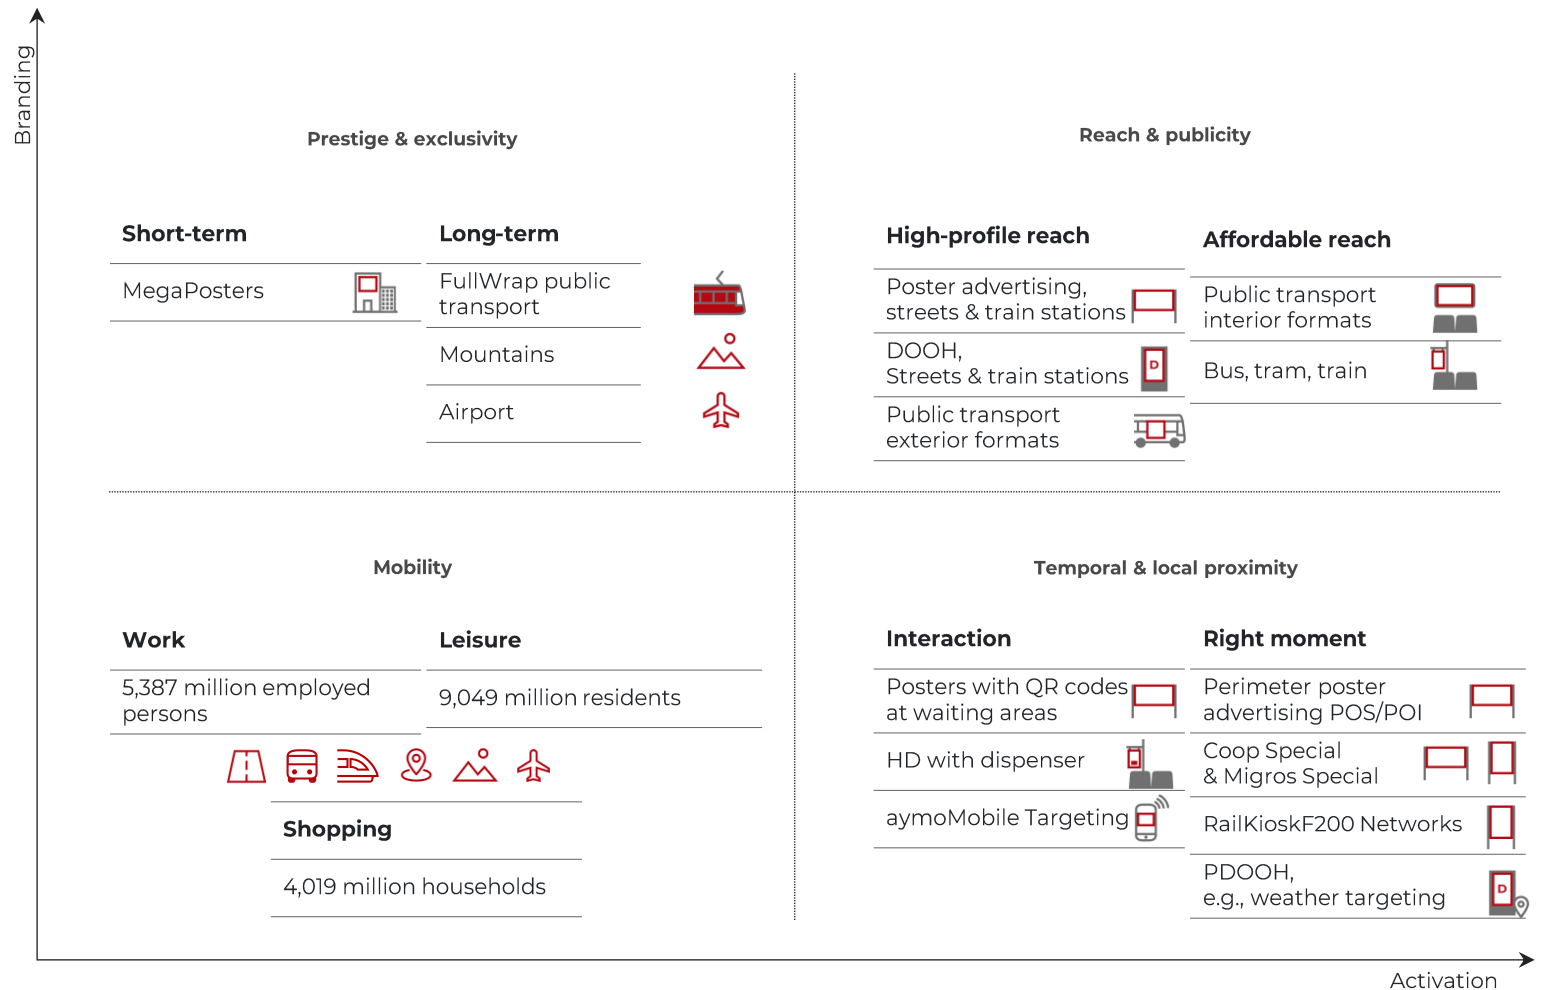 Branding
Prestige & exclusivity
Short-term
MegaPosters
Long-term
FullWrap public
transport
Mountains
Airport
Reach & publicity
High-profile reach
Poster advertising,
streets & train stations
DOOH,
Streets & train stations
D
Public transport
exterior formats
Affordable reach
Public transport
interior formats
Bus, tram, train
Mobility
Work
5,387 million employed
persons
Leisure
9,049 million residents
Shopping
4,019 million households
Temporal & local proximity
Interaction
Posters with QR codes
at waiting areas
HD with dispenser
aymoMobile Targeting
Right moment
Perimeter poster
advertising POS/POI
Coop Special
& Migros Special
RailKioskF200 Networks
PDOOH,
e.g., weather targeting
D
Activation